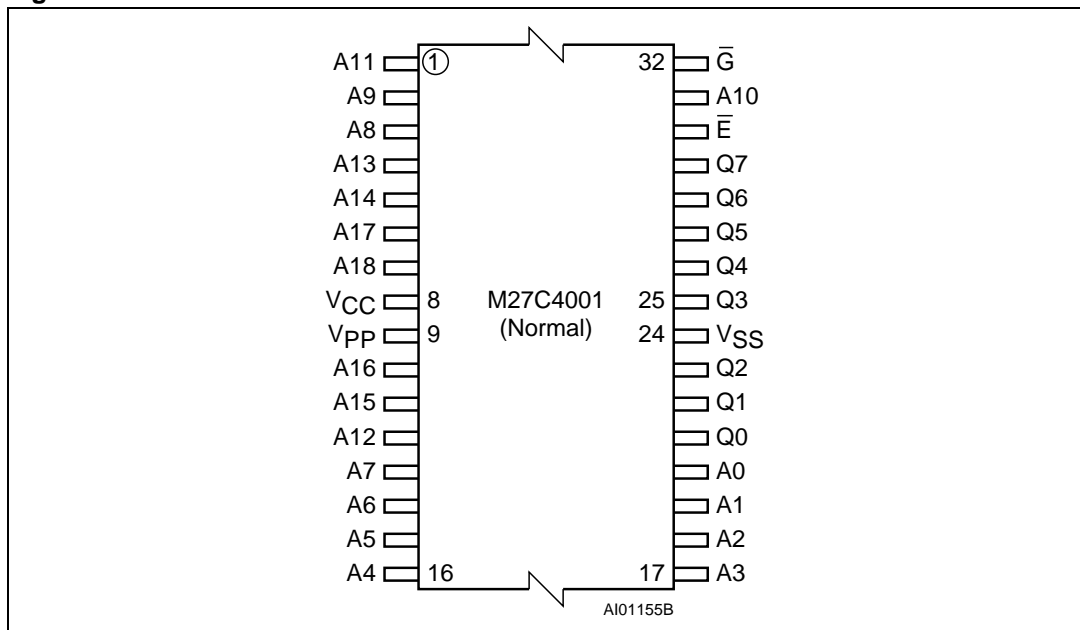 A11 ① 32 G̅
A9 A10
A8 E̅
A13 Q7
A14 Q6
A17 Q5
A18 Q4
VCC 8 M27C4001 25 Q3
VPP 9 (Normal) 24 VSS
A16 Q2
A15 Q1
A12 Q0
A7 A0
A6 A1
A5 A2
A4 16 17 A3
AI01155B